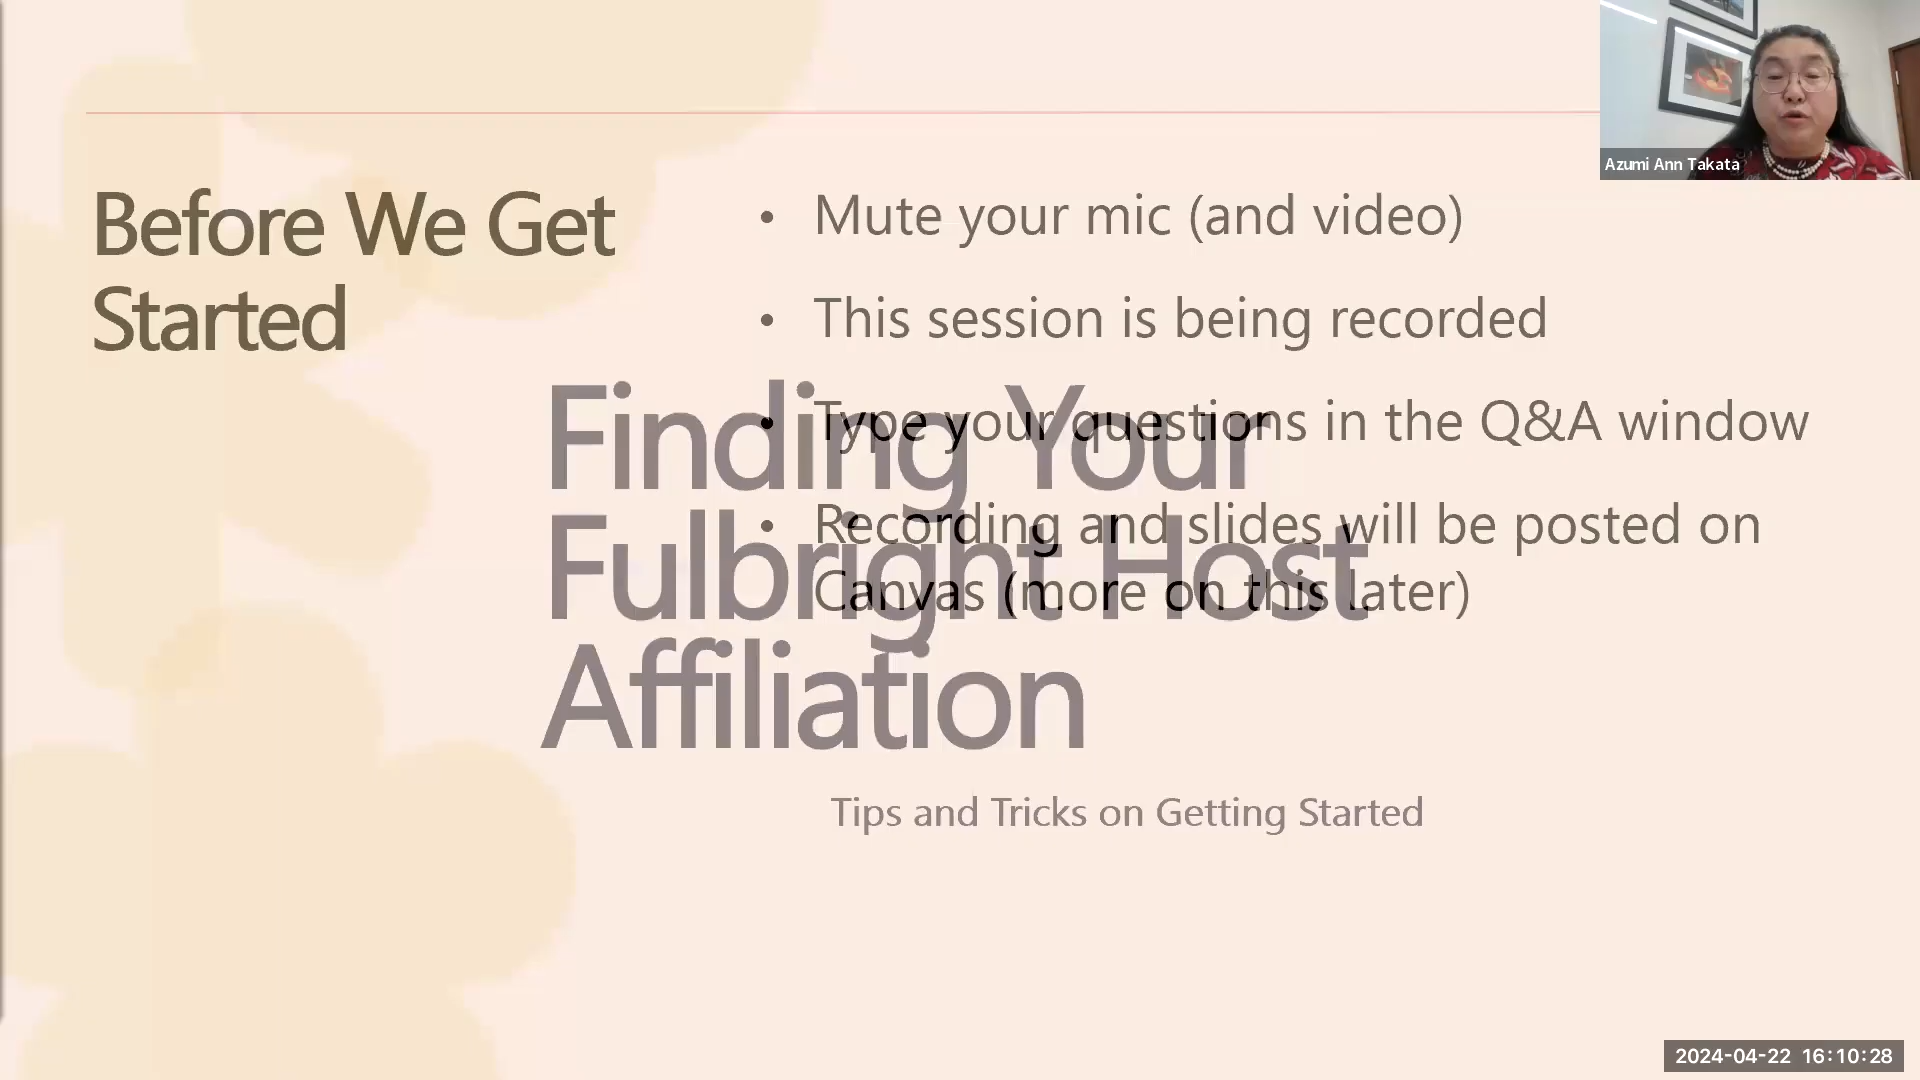 Before We Get
Started
• Mute your mic (and video)
• This session is being recorded
• Type your questions in the Q&A window
• Recording and slides will be posted on
Canvas (more on this later)
Finding Your
Fulbright Host
Affiliation
Tips and Tricks on Getting Started
Azumi Ann Takata
2024-04-22 16:10:28